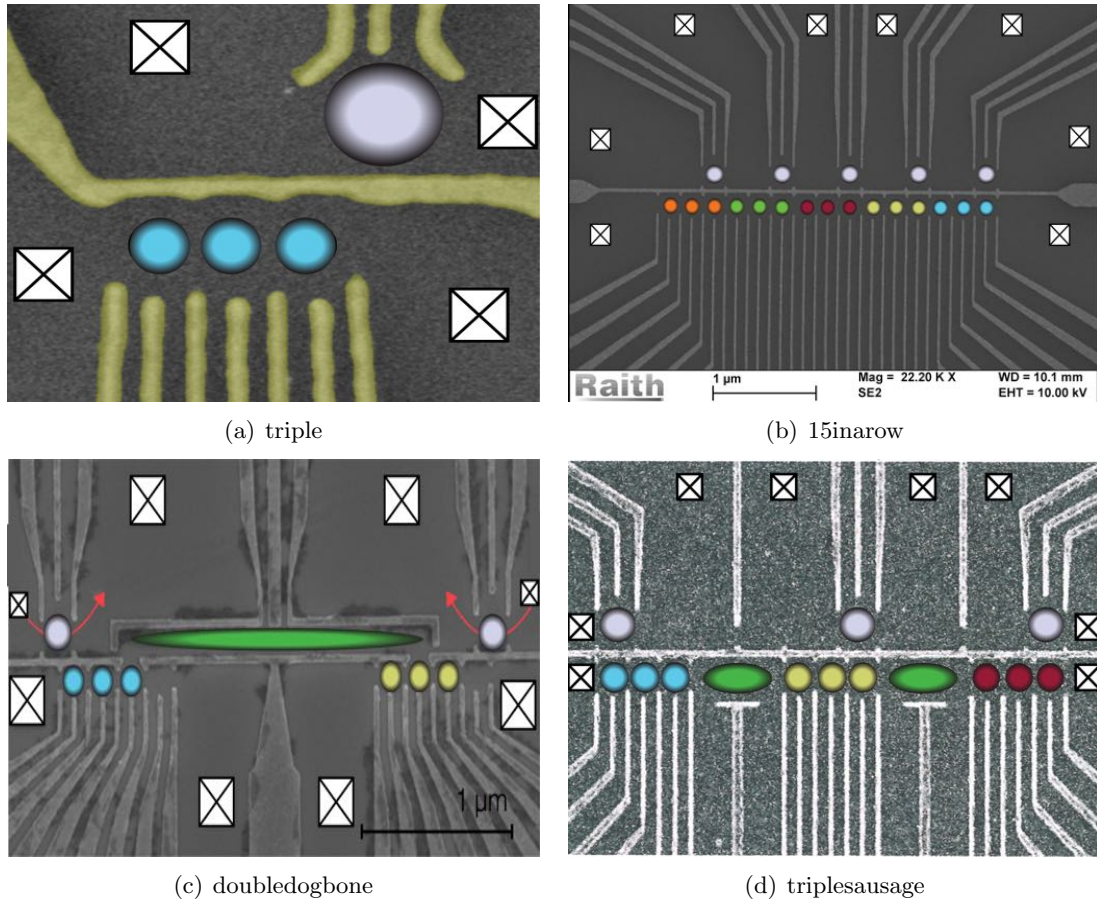 (a) triple
Raith
1 µm
Mag = 22.20 K X
WD = 10.1 mm
SE2
EHT = 10.00 kV
(b) 15inarow
1 µm
(c) doubledogbone
(d) triplesausage